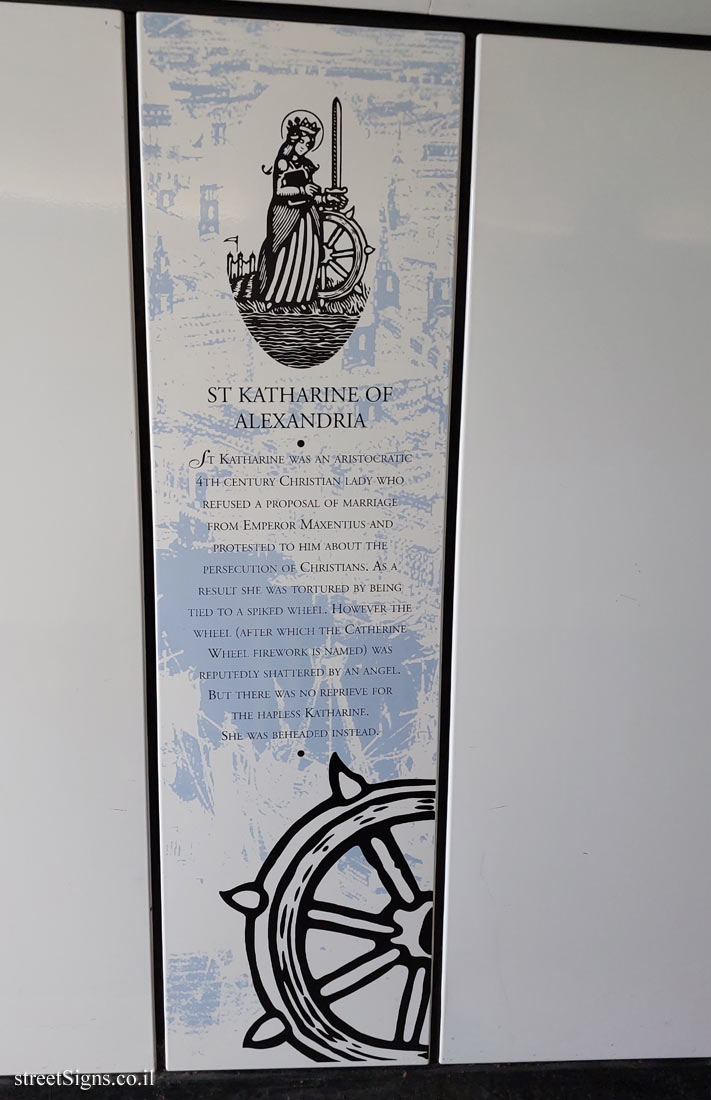 ST KATHARINE OF
ALEXANDRIA
ST KATHARINE WAS AN ARISTOCRATIC
4TH CENTURY CHRISTIAN LADY WHO
REFUSED A PROPOSAL OF MARRIAGE
FROM EMPEROR MAXENTIUS AND
PROTESTED TO HIM ABOUT THE
PERSECUTION OF CHRISTIANS. AS A
RESULT SHE WAS TORTURED BY BEING
TIED TO A SPIKED WHEEL. HOWEVER THE
WHEEL (AFTER WHICH THE CATHERINE
WHEEL FIREWORK IS NAMED) WAS
REPUTEDLY SHATTERED BY AN ANGEL.
BUT THERE WAS NO REPRIEVE FOR
THE HAPLESS KATHARINE.
SHE WAS BEHEADED INSTEAD.
streetSigns.co.il